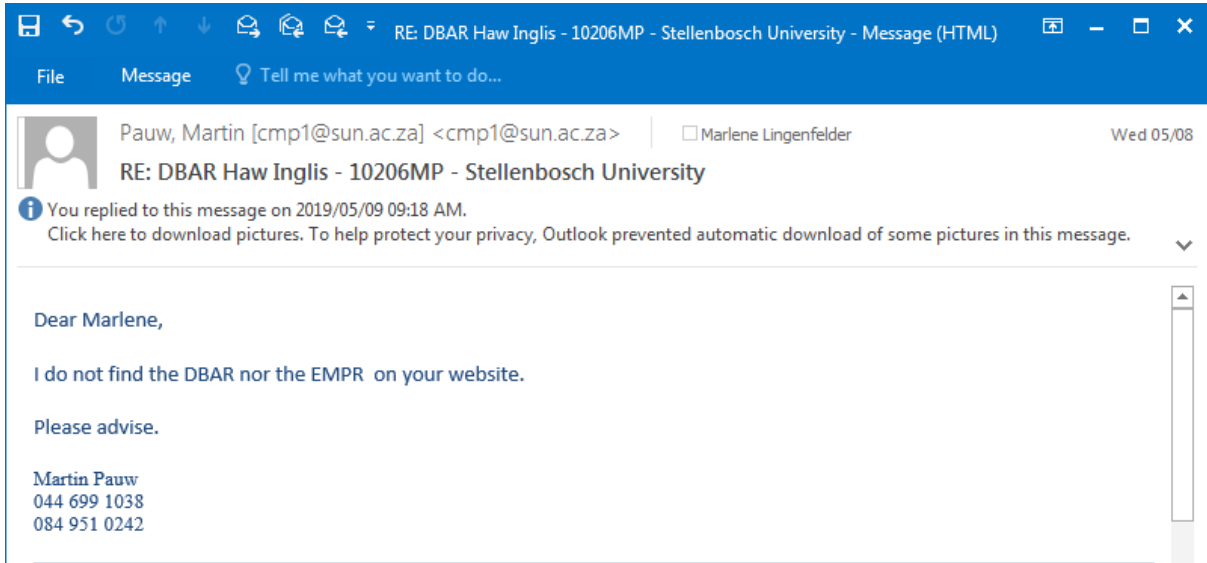 RE: DBAR Haw Inglis - 10206MP - Stellenbosch University - Message (HTML)
File Message Tell me what you want to do...
Pauw, Martin [cmp1@sun.ac.za] <cmp1@sun.ac.za> Marlene Lingenfelder Wed 05/08
RE: DBAR Haw Inglis - 10206MP - Stellenbosch University
You replied to this message on 2019/05/09 09:18 AM.
Click here to download pictures. To help protect your privacy, Outlook prevented automatic download of some pictures in this message.
Dear Marlene,
I do not find the DBAR nor the EMPR on your website.
Please advise.
Martin Pauw
044 699 1038
084 951 0242